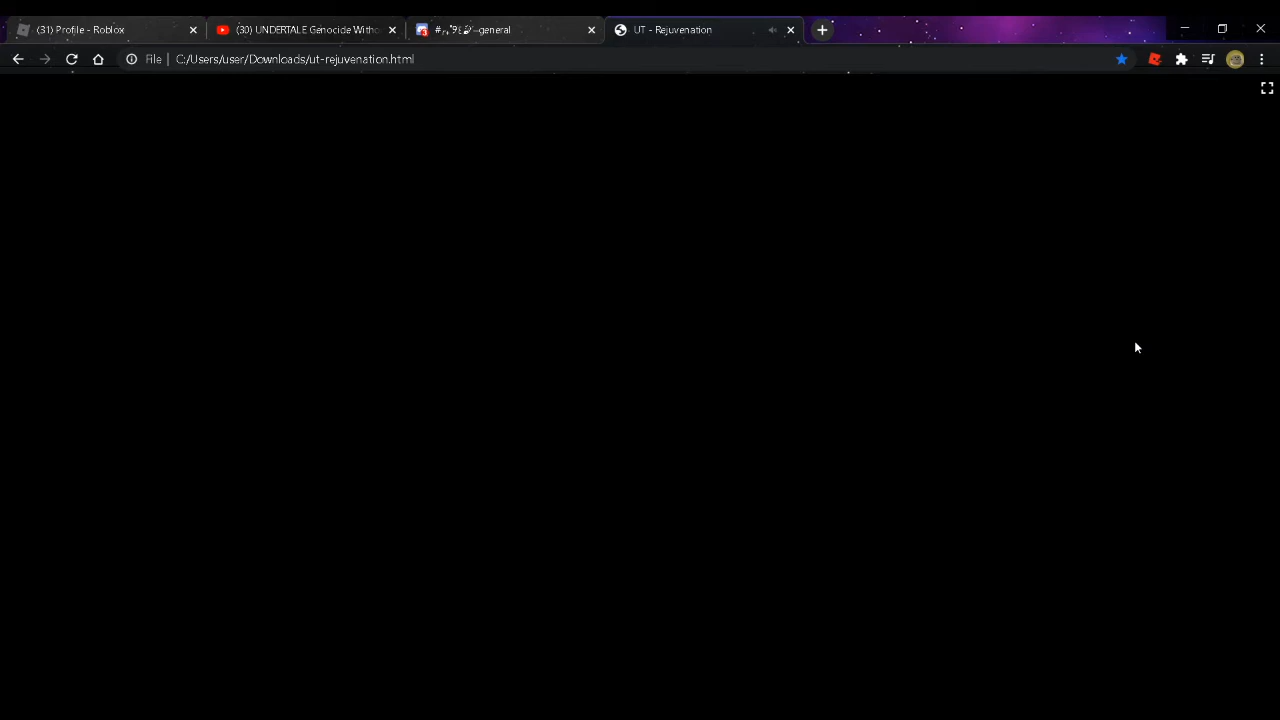 (31) Profile - Roblox
(30) UNDERTALE Genocide Witho
general
UT - Rejuvenation
File
C:/Users/user/Downloads/ut-rejuvenation.html